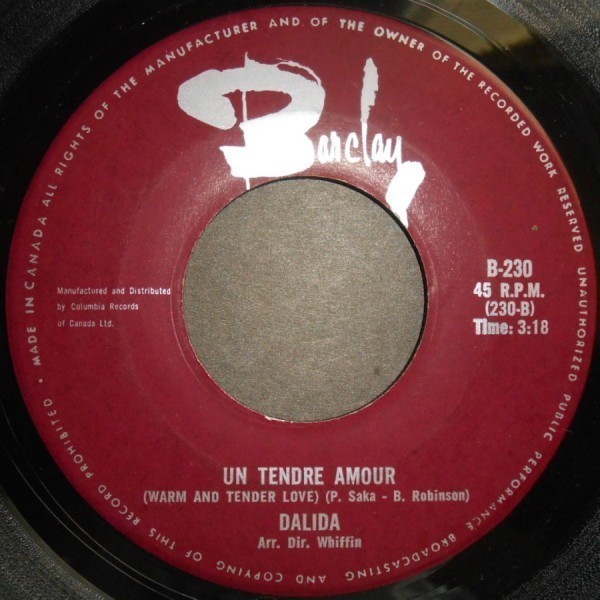 MADE IN CANADA ALL RIGHTS OF THE MANUFACTURER AND OF THE OWNER OF THE RECORDED WORK RESERVED UNAUTHORIZED PUBLIC PERFORMANCE BROADCASTING AND COPYING OF THIS RECORD PROHIBITED •
Barclay
Manufactured and Distributed
by Columbia Records
of Canada Ltd.
B-230
45 R.P.M.
(230-B)
Time: 3:18
UN TENDRE AMOUR
(WARM AND TENDER LOVE) (P. Saka - B. Robinson)
DALIDA
Arr. Dir. Whiffin